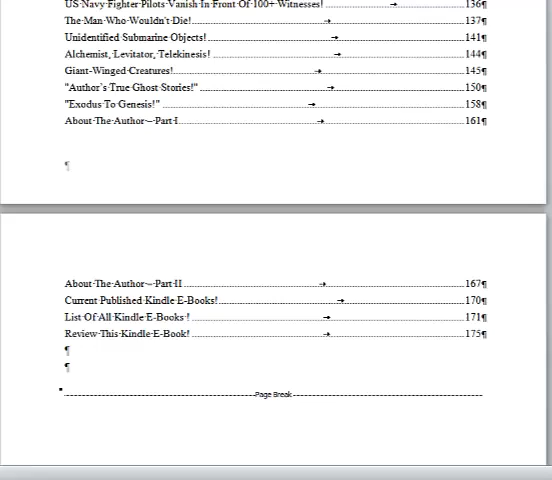 US Navy Fighter Pilots Vanish In Front Of 100+ Witnesses! 136
The Man Who Wouldn't Die! 137
Unidentified Submarine Objects! 141
Alchemist, Levitator, Telekinesis! 144
Giant-Winged Creatures! 145
"Author's True Ghost Stories!" 150
"Exodus To Genesis!" 158
About The Author – Part I 161
About The Author – Part II 167
Current Published Kindle E-Books! 170
List Of All Kindle E-Books ! 171
Review This Kindle E-Book! 175
Page Break